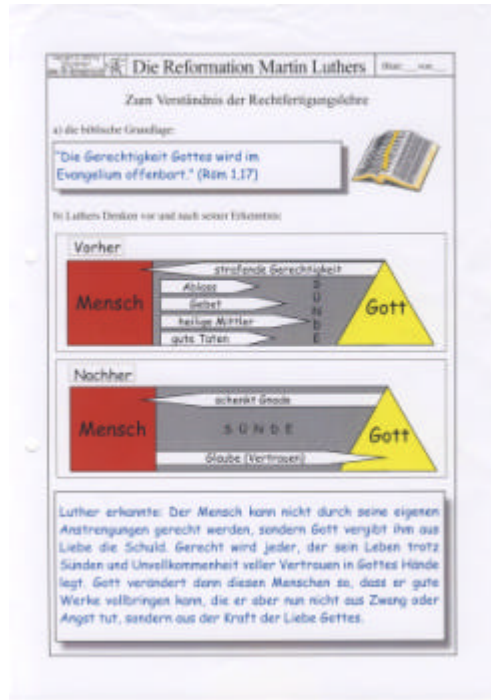 Die Reformation Martin Luthers
Blatt: von
Zum Verständnis der Rechtfertigungslehre
a) die biblische Grundlage:
"Die Gerechtigkeit Gottes wird im
Evangelium offenbart." (Röm 1,17)
b) Luthers Denken vor und nach seiner Erkenntnis:
Vorher
strafende Gerechtigkeit
Mensch
Ablass
Gebet
heilige Mittler
gute Taten
SÜNDE
Gott
Nachher
schenkt Gnade
Mensch
SÜNDE
Gott
Glaube (Vertrauen)
Luther erkannte: Der Mensch kann nicht durch seine eigenen
Anstrengungen gerecht werden, sondern Gott vergibt ihm aus
Liebe die Schuld. Gerecht wird jeder, der sein Leben trotz
Sünden und Unvollkommenheit voller Vertrauen in Gottes Hände
legt. Gott verändert dann diesen Menschen so, dass er gute
Werke vollbringen kann, die er aber nun nicht aus Zwang oder
Angst tut, sondern aus der Kraft der Liebe Gottes.